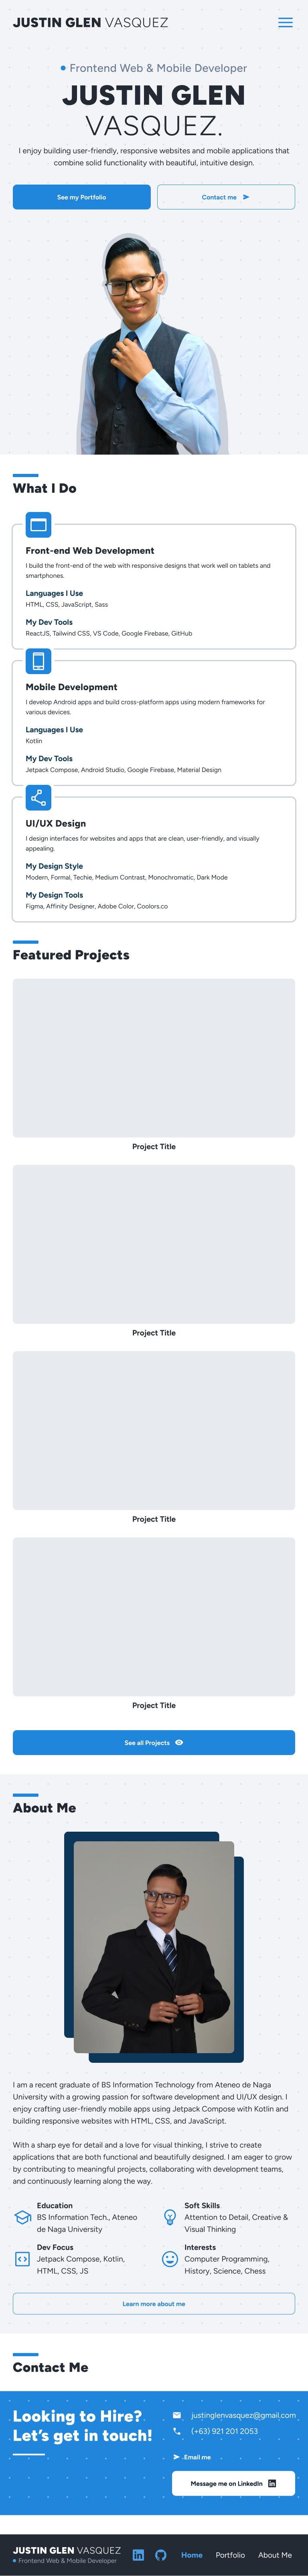 JUSTIN GLEN VASQUEZ
Frontend Web & Mobile Developer
JUSTIN GLEN
VASQUEZ.
I enjoy building user-friendly, responsive websites and mobile applications that
combine solid functionality with beautiful, intuitive design.
See my Portfolio
Contact me
What I Do
Front-end Web Development
I build the front-end of the web with responsive designs that work well on tablets and
smartphones.
Languages I Use
HTML, CSS, JavaScript, Sass
My Dev Tools
ReactJS, Tailwind CSS, VS Code, Google Firebase, GitHub
Mobile Development
I develop Android apps and build cross-platform apps using modern frameworks for
various devices.
Languages I Use
Kotlin
My Dev Tools
Jetpack Compose, Android Studio, Google Firebase, Material Design
UI/UX Design
I design interfaces for websites and apps that are clean, user-friendly, and visually
appealing.
My Design Style
Modern, Formal, Techie, Medium Contrast, Monochromatic, Dark Mode
My Design Tools
Figma, Affinity Designer, Adobe Color, Coolors.co
Featured Projects
Project Title
Project Title
Project Title
Project Title
See all Projects
About Me
I am a recent graduate of BS Information Technology from Ateneo de Naga
University with a growing passion for software development and UI/UX design. I
enjoy crafting user-friendly mobile apps using Jetpack Compose with Kotlin and
building responsive websites with HTML, CSS, and JavaScript.
With a sharp eye for detail and a love for visual thinking, I strive to create
applications that are both functional and beautifully designed. I am eager to grow
by contributing to meaningful projects, collaborating with development teams,
and continuously learning along the way.
Education
BS Information Tech., Ateneo
de Naga University
Soft Skills
Attention to Detail, Creative &
Visual Thinking
Dev Focus
Jetpack Compose, Kotlin,
HTML, CSS, JS
Interests
Computer Programming,
History, Science, Chess
Learn more about me
Contact Me
Looking to Hire?
Let's get in touch!
justinglenvasquez@gmail.com
(+63) 921 201 2053
Email me
Message me on LinkedIn
JUSTIN GLEN VASQUEZ
Frontend Web & Mobile Developer
Home
Portfolio
About Me